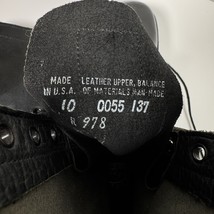 MADE LEATHER UPPER, BALANCE
IN U.S.A. OF MATERIALS MAN-MADE
10 0055 137
978